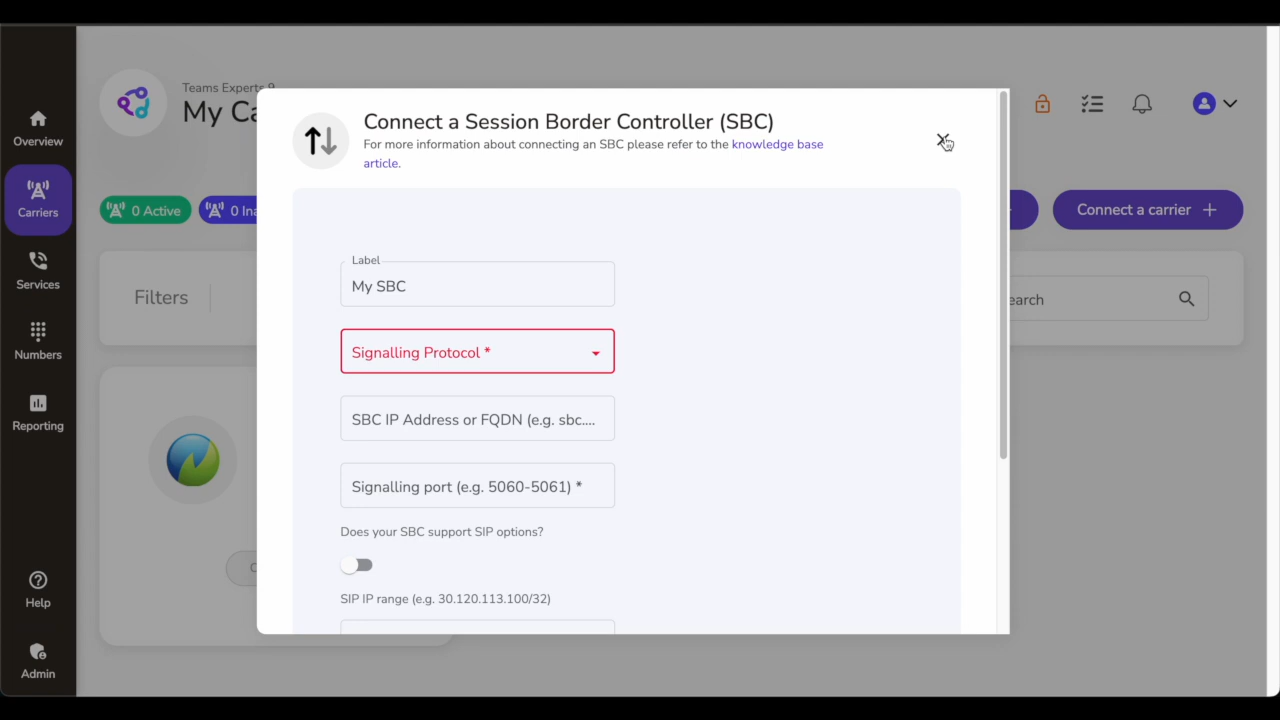 Teams Experts 9
My Ca
Overview
Carriers
Services
Numbers
Reporting
Help
Admin
0 Active
0 Ina
Connect a carrier
Filters
earch
Connect a Session Border Controller (SBC)
For more information about connecting an SBC please refer to the knowledge base
article.
Label
My SBC
Signalling Protocol *
SBC IP Address or FQDN (e.g. sbc....
Signalling port (e.g. 5060-5061) *
Does your SBC support SIP options?
SIP IP range (e.g. 30.120.113.100/32)